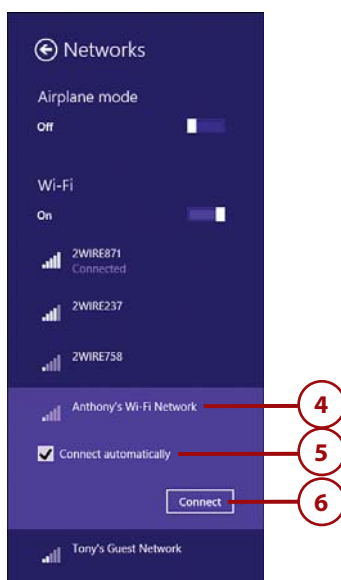 Networks
Airplane mode
Off
Wi-Fi
On
2WIRE871
Connected
2WIRE237
2WIRE758
Anthony's Wi-Fi Network
4
Connect automatically
5
Connect
6
Tony's Guest Network